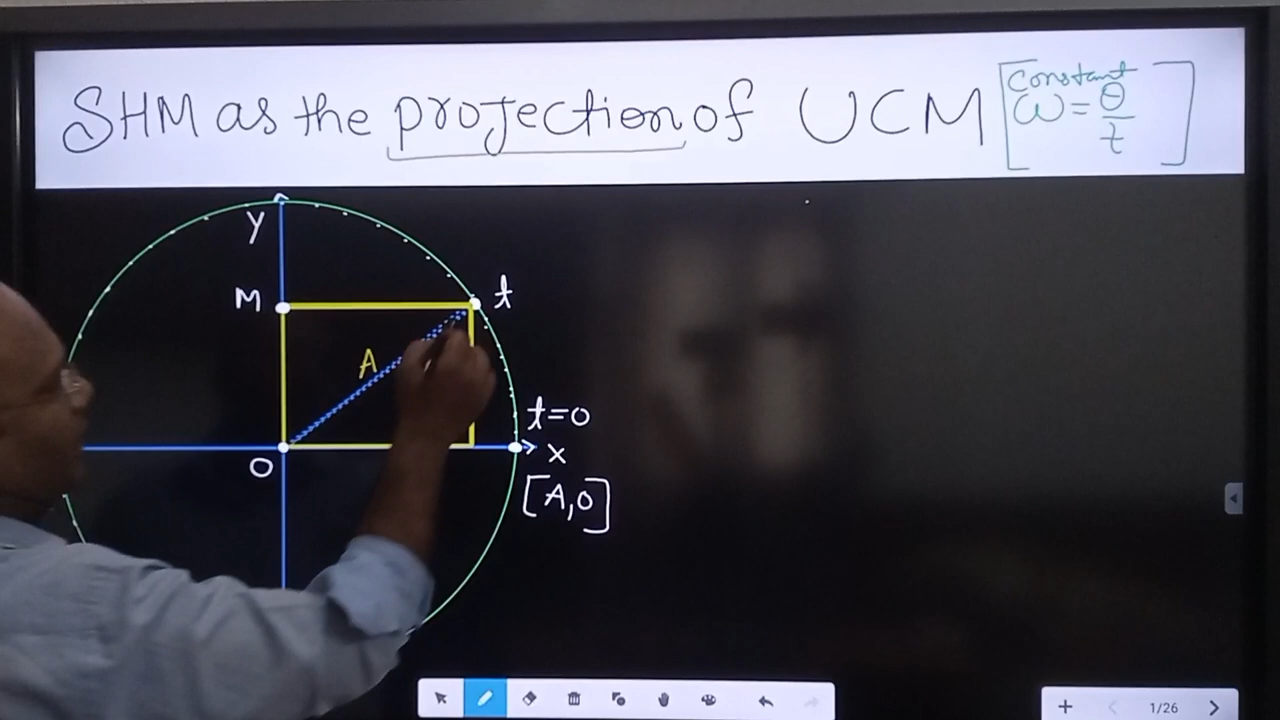 SHM as the projection of UCM [Constant
ω = θ/t]
Y
M
t
A
t=0
O
X
[A,0]
1/26